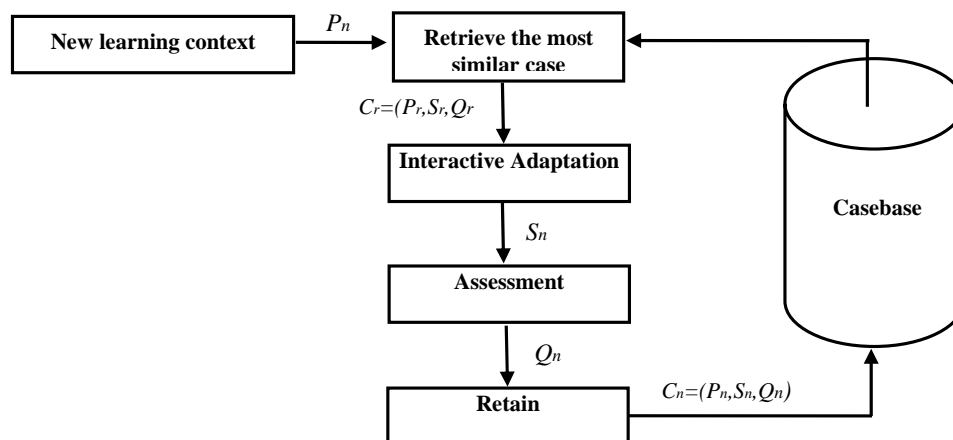 New learning context
Pn
Retrieve the most
similar case
Cr=(Pr,Sr,Qr
Interactive Adaptation
Casebase
Sn
Assessment
Qn
Retain
Cn=(Pn,Sn,Qn)